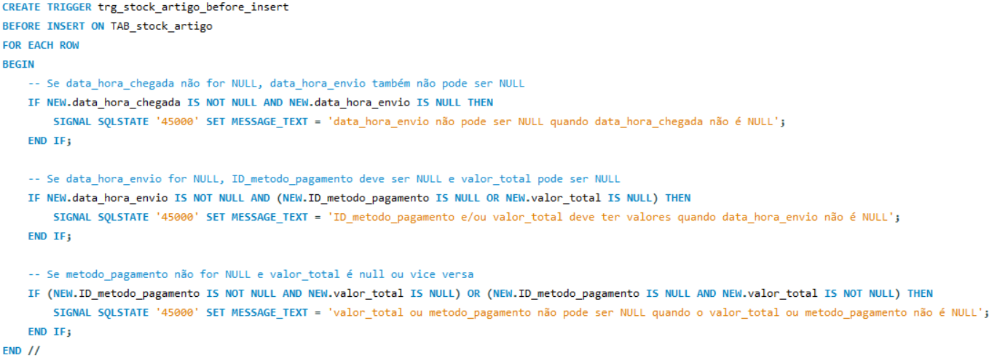 CREATE TRIGGER trg_stock_artigo_before_insert
BEFORE INSERT ON TAB_stock_artigo
FOR EACH ROW
BEGIN
    -- Se data_hora_chegada não for NULL, data_hora_envio também não pode ser NULL
    IF NEW.data_hora_chegada IS NOT NULL AND NEW.data_hora_envio IS NULL THEN
        SIGNAL SQLSTATE '45000' SET MESSAGE_TEXT = 'data_hora_envio não pode ser NULL quando data_hora_chegada não é NULL';
    END IF;
    -- Se data_hora_envio for NULL, ID_metodo_pagamento deve ser NULL e valor_total pode ser NULL
    IF NEW.data_hora_envio IS NOT NULL AND (NEW.ID_metodo_pagamento IS NULL OR NEW.valor_total IS NULL) THEN
        SIGNAL SQLSTATE '45000' SET MESSAGE_TEXT = 'ID_metodo_pagamento e/ou valor_total deve ter valores quando data_hora_envio não é NULL';
    END IF;
    -- Se metodo_pagamento não for NULL e valor_total é null ou vice versa
    IF (NEW.ID_metodo_pagamento IS NOT NULL AND NEW.valor_total IS NULL) OR (NEW.ID_metodo_pagamento IS NULL AND NEW.valor_total IS NOT NULL) THEN
        SIGNAL SQLSTATE '45000' SET MESSAGE_TEXT = 'valor_total ou metodo_pagamento não pode ser NULL quando o valor_total ou metodo_pagamento não é NULL';
    END IF;
END //